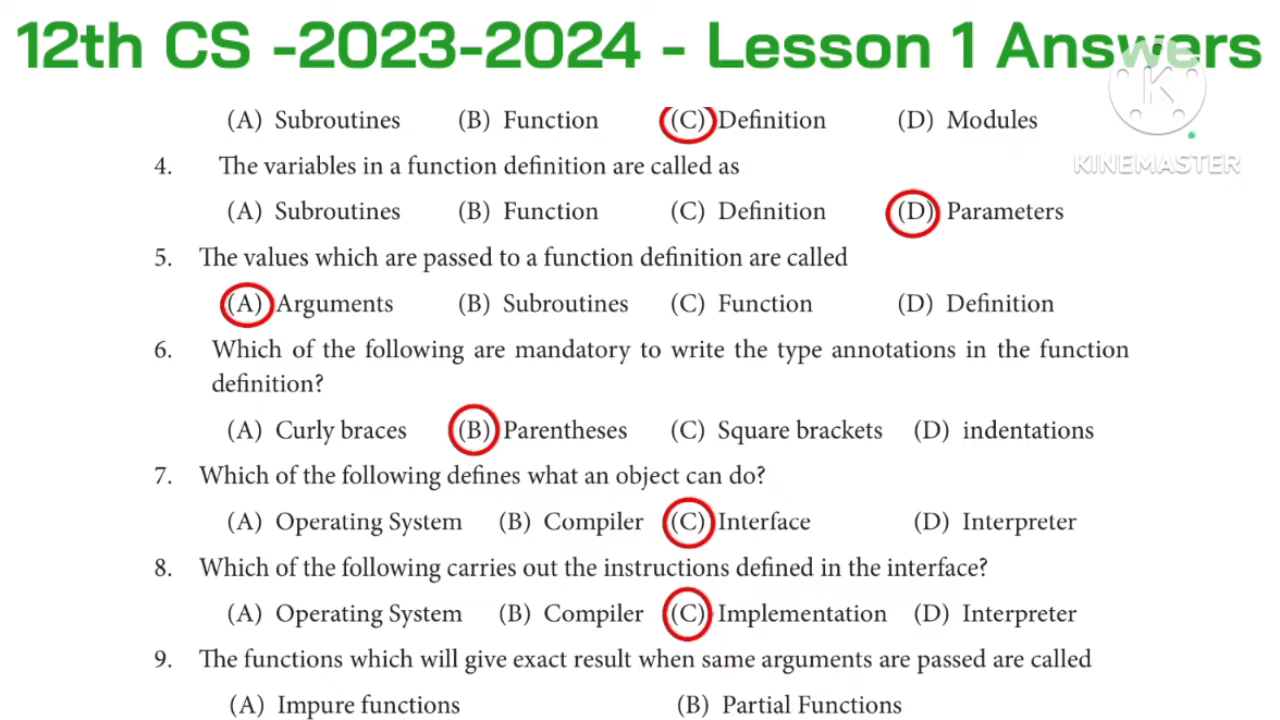 12th CS -2023-2024 - Lesson 1 Answers
KINEMASTER
(A) Subroutines (B) Function (C) Definition (D) Modules
4. The variables in a function definition are called as
(A) Subroutines (B) Function (C) Definition (D) Parameters
5. The values which are passed to a function definition are called
(A) Arguments (B) Subroutines (C) Function (D) Definition
6. Which of the following are mandatory to write the type annotations in the function
definition?
(A) Curly braces (B) Parentheses (C) Square brackets (D) indentations
7. Which of the following defines what an object can do?
(A) Operating System (B) Compiler (C) Interface (D) Interpreter
8. Which of the following carries out the instructions defined in the interface?
(A) Operating System (B) Compiler (C) Implementation (D) Interpreter
9. The functions which will give exact result when same arguments are passed are called
(A) Impure functions (B) Partial Functions